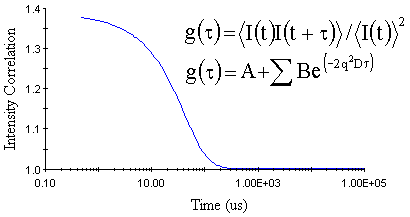 1.4
g(τ)=⟨I(t)I(t+τ)⟩/⟨I(t)⟩²
1.3
g(τ)=A+∑Be^(-2q²Dτ)
Intensity Correlation
1.2
1.1
1.0
0.10 10.00 1.00E+03 1.00E+05
Time (us)